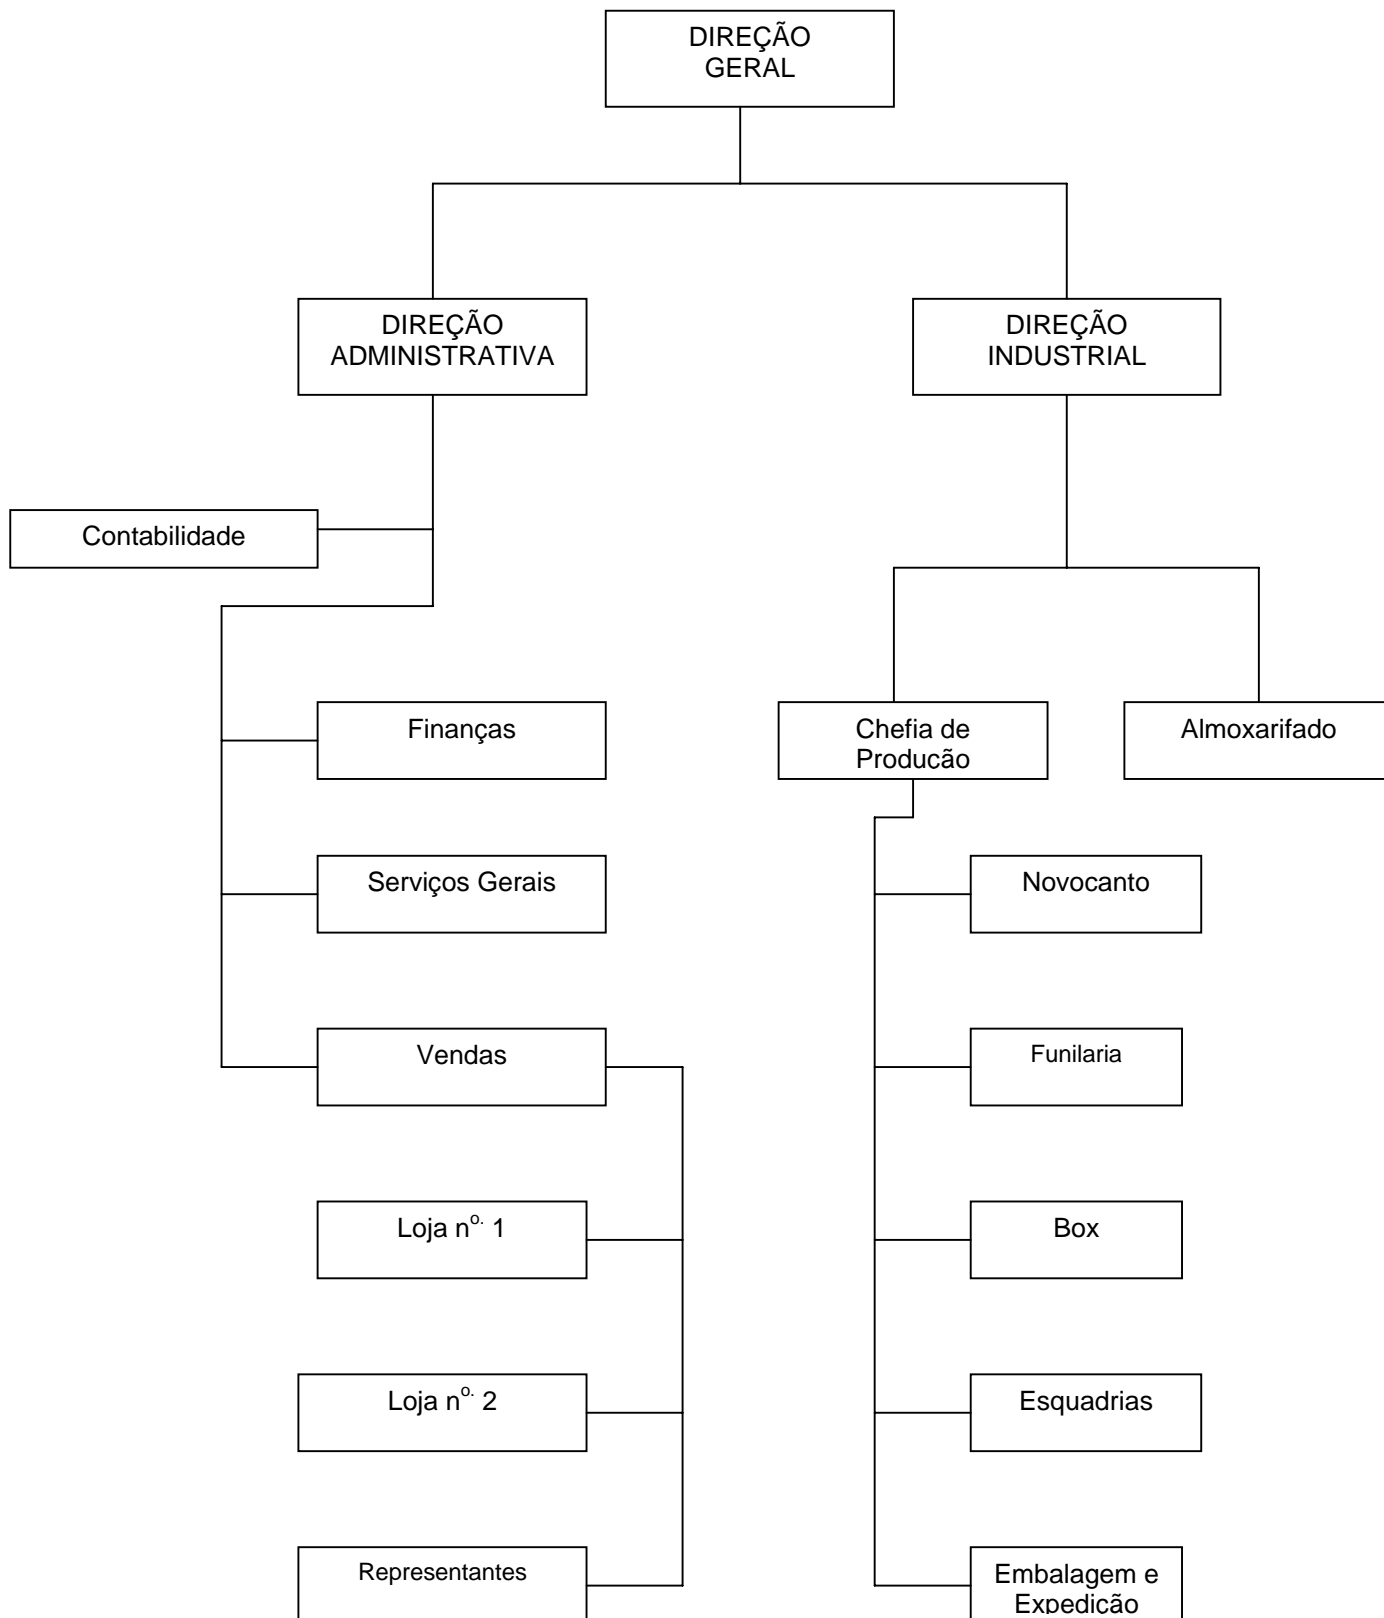 DIREÇÃO
GERAL
DIREÇÃO
ADMINISTRATIVA
DIREÇÃO
INDUSTRIAL
Contabilidade
Finanças
Chefia de
Producão
Almoxarifado
Serviços Gerais
Novocanto
Vendas
Funilaria
Loja nº. 1
Box
Loja nº. 2
Esquadrias
Representantes
Embalagem e
Expedição